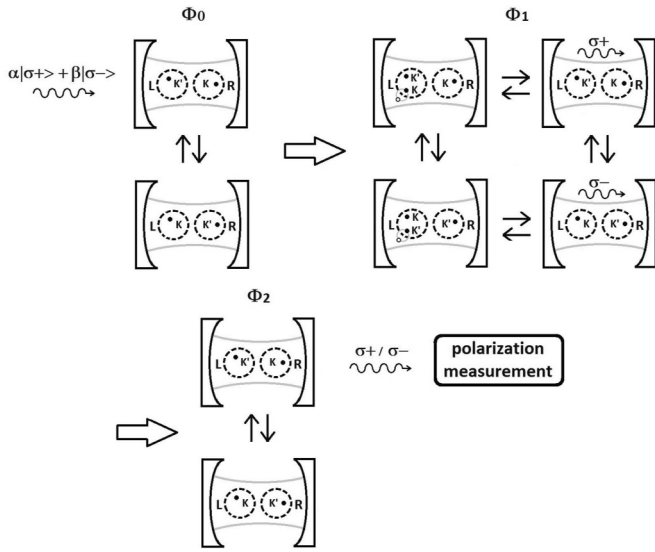 Φ0
Φ1
α|σ+> + β|σ−>
σ+
L K' K R
L K' K K R
L K' K R
L K K' R
σ−
L K K' K' R
L K K' R
Φ2
L K' K R
σ+ / σ−
polarization
measurement
L K K' R